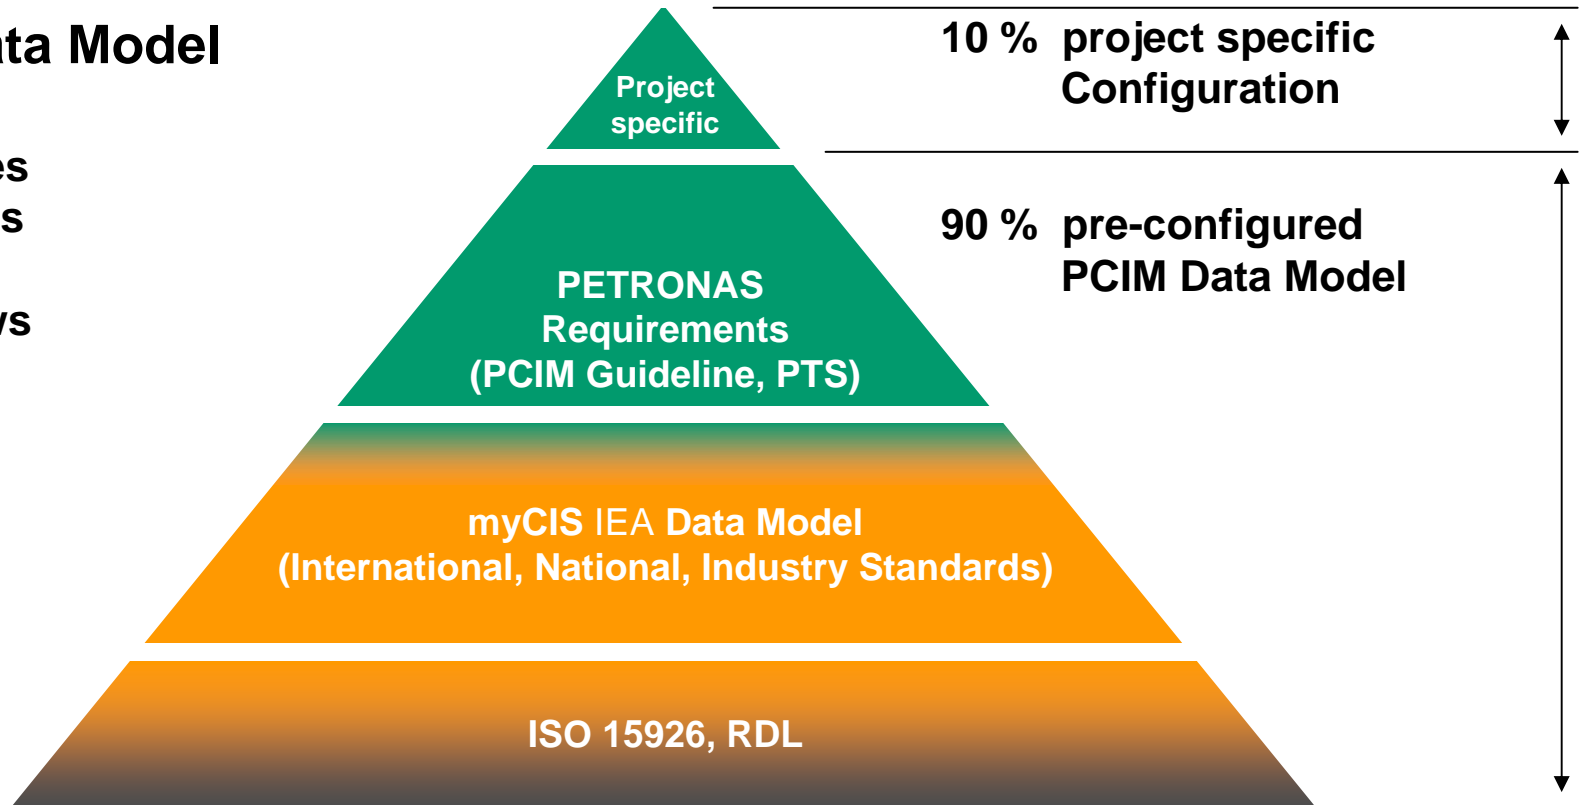 ata Model
es
s
ws
Project
specific
PETRONAS
Requirements
(PCIM Guideline, PTS)
myCIS IEA Data Model
(International, National, Industry Standards)
ISO 15926, RDL
10 % project specific
Configuration
90 % pre-configured
PCIM Data Model